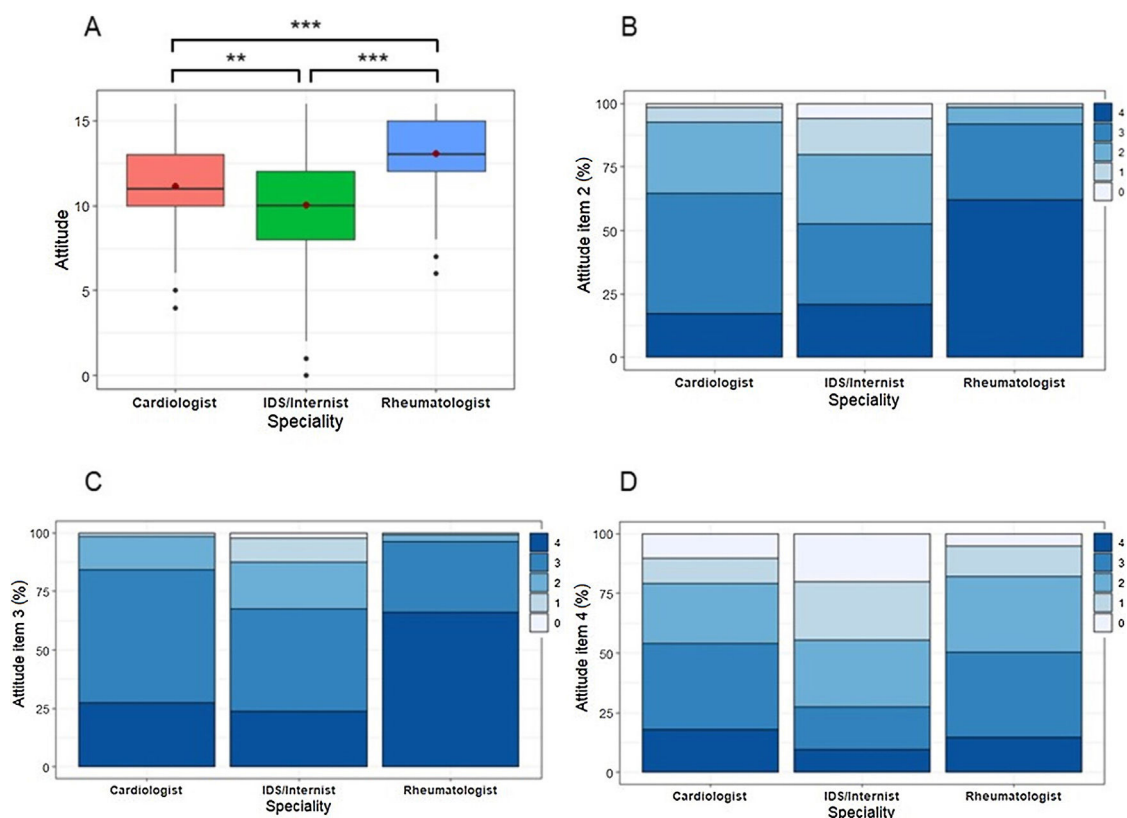 A
***
** ***
Attitude
15
10
5
0
Cardiologist IDS/Internist Rheumatologist
Speciality
B
Attitude item 2 (%)
100
75
50
25
0
4
3
2
1
0
Cardiologist IDS/Internist Rheumatologist
Speciality
C
Attitude item 3 (%)
100
75
50
25
0
4
3
2
1
0
Cardiologist IDS/Internist Rheumatologist
Speciality
D
Attitude item 4 (%)
100
75
50
25
0
4
3
2
1
0
Cardiologist IDS/Internist Rheumatologist
Speciality